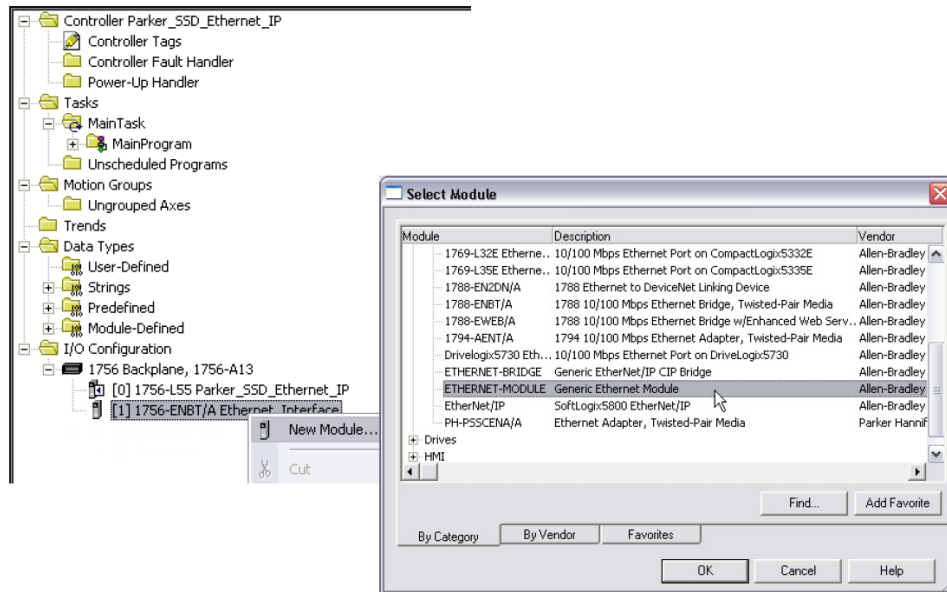 Controller Parker_SSD_Ethernet_IP
Controller Tags
Controller Fault Handler
Power-Up Handler
Tasks
MainTask
MainProgram
Unscheduled Programs
Motion Groups
Ungrouped Axes
Trends
Data Types
User-Defined
Strings
Predefined
Module-Defined
I/O Configuration
1756 Backplane, 1756-A13
[0] 1756-L55 Parker_SSD_Ethernet_IP
[1] 1756-ENBT/A Ethernet_Interface
New Module...
Cut
Select Module
Module Description Vendor
1769-L32E Etherne.. 10/100 Mbps Ethernet Port on CompactLogix5332E Allen-Bradley
1769-L35E Etherne.. 10/100 Mbps Ethernet Port on CompactLogix5335E Allen-Bradley
1788-EN2DN/A 1788 Ethernet to DeviceNet Linking Device Allen-Bradley
1788-ENBT/A 1788 10/100 Mbps Ethernet Bridge, Twisted-Pair Media Allen-Bradley
1788-EWEB/A 1788 10/100 Mbps Ethernet Bridge w/Enhanced Web Serv.. Allen-Bradley
1794-AENT/A 1794 10/100 Mbps Ethernet Adapter, Twisted-Pair Media Allen-Bradley
Drivelogix5730 Eth... 10/100 Mbps Ethernet Port on DriveLogix5730 Allen-Bradley
ETHERNET-BRIDGE Generic EtherNet/IP CIP Bridge Allen-Bradley
ETHERNET-MODULE Generic Ethernet Module Allen-Bradley
EtherNet/IP SoftLogix5800 EtherNet/IP Allen-Bradley
PH-PSSCENA/A Ethernet Adapter, Twisted-Pair Media Parker Hannif
Drives
HMI
Find... Add Favorite
By Category By Vendor Favorites
OK Cancel Help